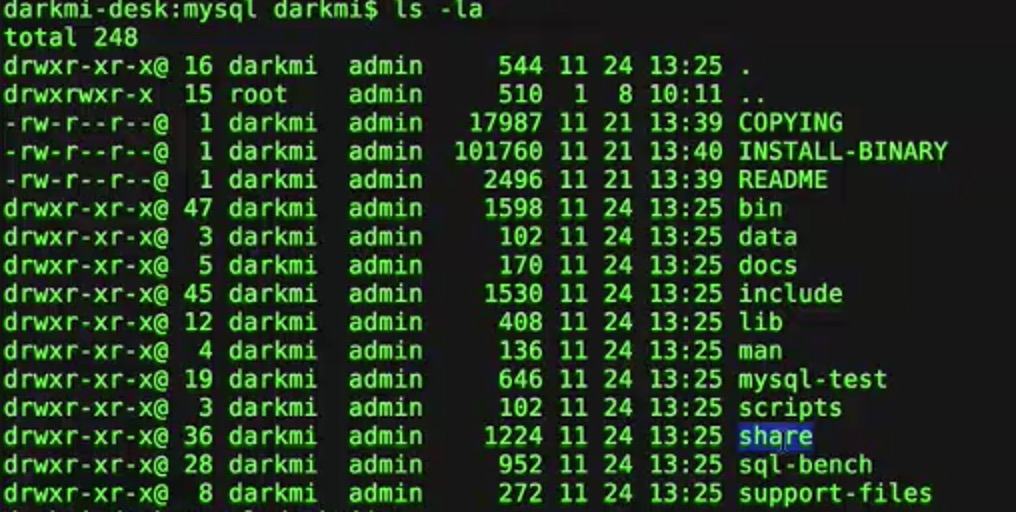 darkmi-desk:mysql darkmi$ ls -la
total 248
drwxr-xr-x@ 16 darkmi  admin     544 11 24 13:25 .
drwxrwxr-x  15 root    admin     510  1  8 10:11 ..
-rw-r--r--@  1 darkmi  admin   17987 11 21 13:39 COPYING
-rw-r--r--@  1 darkmi  admin  101760 11 21 13:40 INSTALL-BINARY
-rw-r--r--@  1 darkmi  admin    2496 11 21 13:39 README
drwxr-xr-x@ 47 darkmi  admin    1598 11 24 13:25 bin
drwxr-xr-x@  3 darkmi  admin     102 11 24 13:25 data
drwxr-xr-x@  5 darkmi  admin     170 11 24 13:25 docs
drwxr-xr-x@ 45 darkmi  admin    1530 11 24 13:25 include
drwxr-xr-x@ 12 darkmi  admin     408 11 24 13:25 lib
drwxr-xr-x@  4 darkmi  admin     136 11 24 13:25 man
drwxr-xr-x@ 19 darkmi  admin     646 11 24 13:25 mysql-test
drwxr-xr-x@  3 darkmi  admin     102 11 24 13:25 scripts
drwxr-xr-x@ 36 darkmi  admin    1224 11 24 13:25 share
drwxr-xr-x@ 28 darkmi  admin     952 11 24 13:25 sql-bench
drwxr-xr-x@  8 darkmi  admin     272 11 24 13:25 support-files